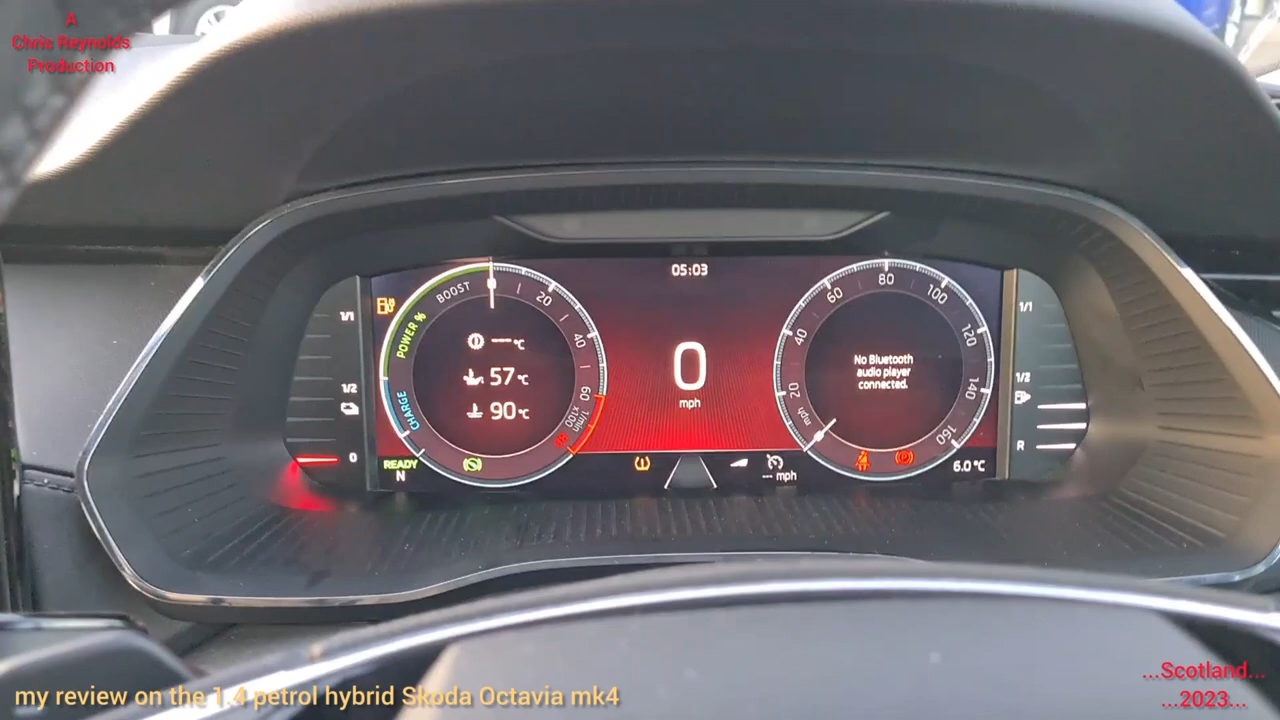 A
Chris Reynolds
Production
05:03
1/1
BOOST
POWER %
CHARGE
20
40
60
1/min
x100
--- °C
57 °C
90 °C
1/2
0
READY
N
0
mph
--- mph
20
40
60
80
100
120
140
160
mph
No Bluetooth
audio player
connected.
6.0 °C
1/1
1/2
R
my review on the 1.4 petrol hybrid Skoda Octavia mk4
...Scotland...
...2023...